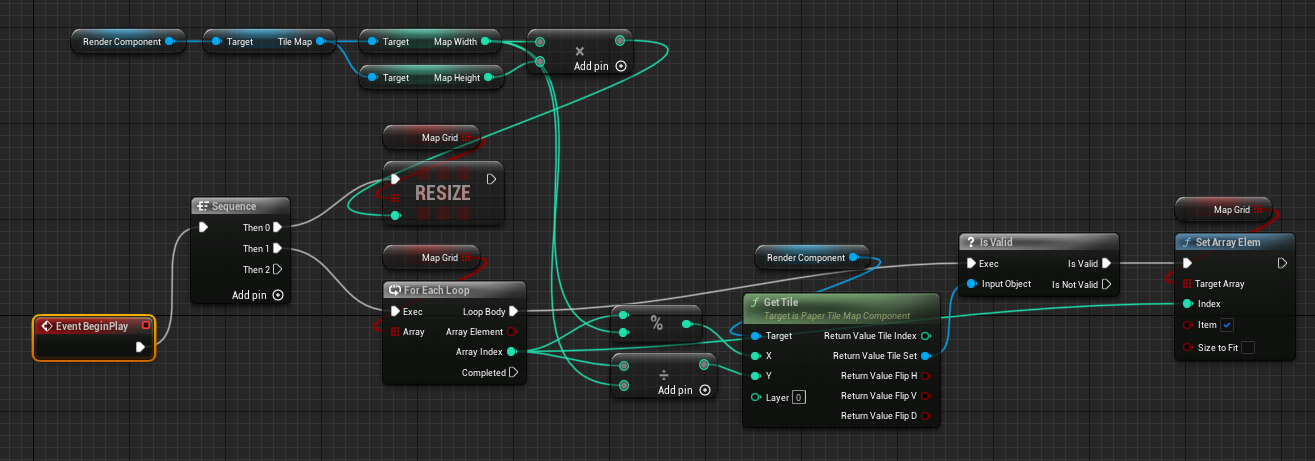 Render Component
Target Tile Map
Target Map Width
Add pin
Target Map Height
Map Grid
RESIZE
Sequence
Then 0
Then 1
Then 2
Add pin
Event BeginPlay
Map Grid
For Each Loop
Exec Loop Body
Array Array Element
Array Index
Completed
%
÷
Add pin
Render Component
Get Tile
Target is Paper Tile Map Component
Target Return Value Tile Index
X Return Value Tile Set
Y Return Value Flip H
Layer 0 Return Value Flip V
Return Value Flip D
? Is Valid
Exec Is Valid
Input Object Is Not Valid
Map Grid
f Set Array Elem
Target Array
Index
Item
Size to Fit